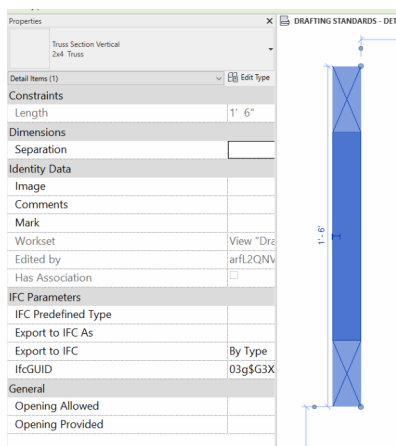 Properties
Truss Section Vertical
2x4 Truss
Detail Items (1)
Edit Type
Constraints
Length 1' 6"
Dimensions
Separation
Identity Data
Image
Comments
Mark
Workset View "Dra
Edited by arfL2QNV
Has Association
IFC Parameters
IFC Predefined Type
Export to IFC As
Export to IFC By Type
IfcGUID 03g$G3X
General
Opening Allowed
Opening Provided
DRAFTING STANDARDS - DET
1' - 6"